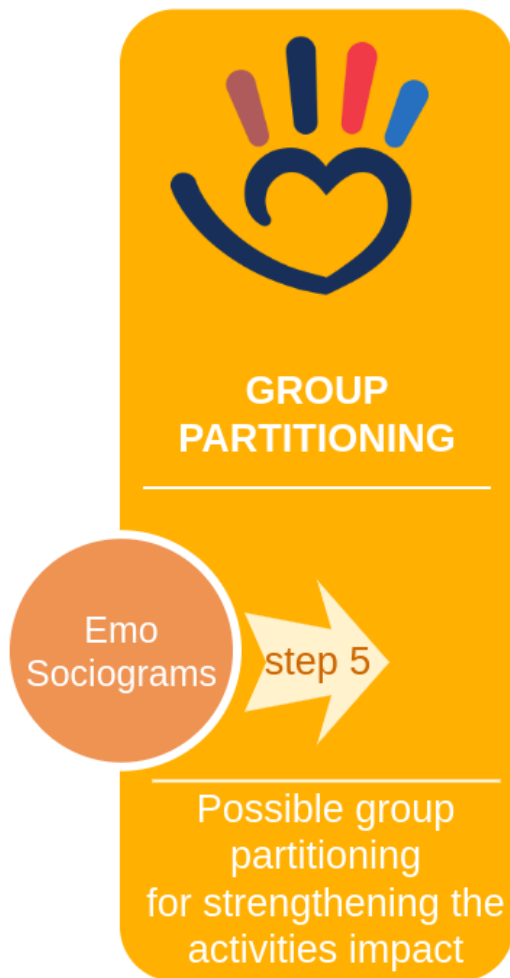 GROUP
PARTITIONING
Emo
Sociograms
step 5
Possible group
partitioning
for strengthening the
activities impact